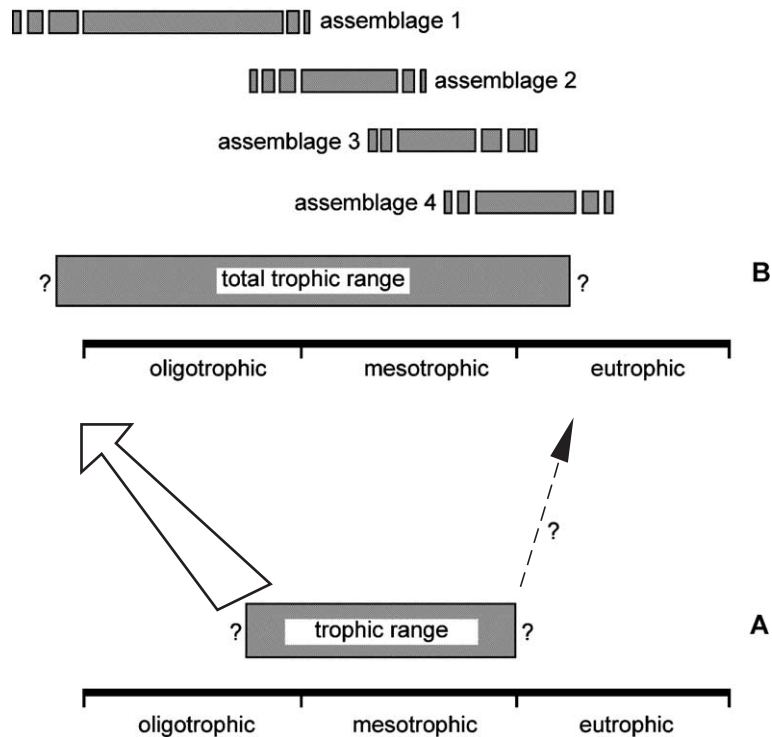 assemblage 1
assemblage 2
assemblage 3
assemblage 4
? total trophic range ? B
oligotrophic mesotrophic eutrophic
?
? trophic range ? A
oligotrophic mesotrophic eutrophic